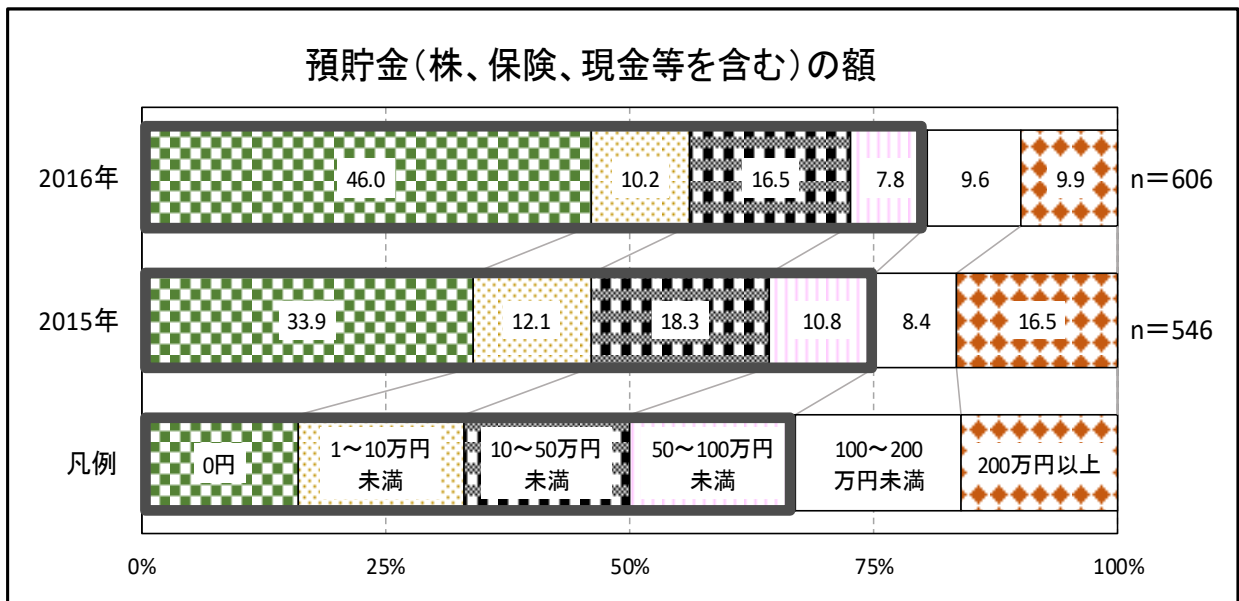 預貯金(株、保険、現金等を含む)の額
2016年
46.0
10.2
16.5
7.8
9.6
9.9
n＝606
2015年
33.9
12.1
18.3
10.8
8.4
16.5
n＝546
凡例
0円
1～10万円
未満
10～50万円
未満
50～100万円
未満
100～200
万円未満
200万円以上
0%
25%
50%
75%
100%